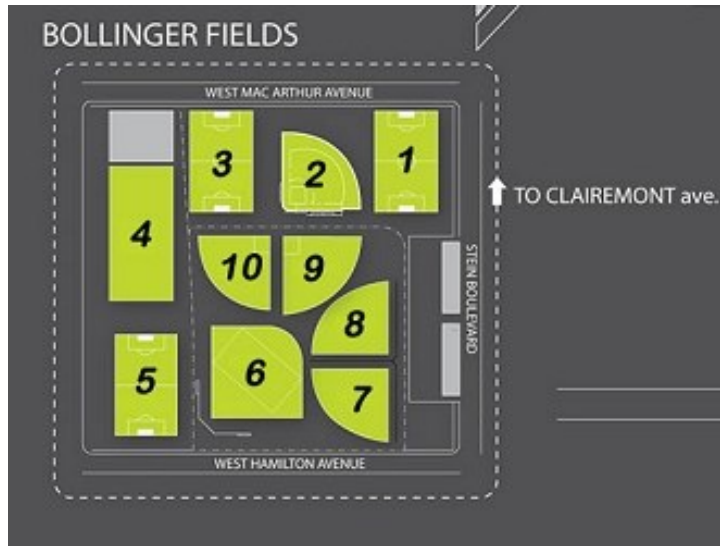 BOLLINGER FIELDS
WEST MAC ARTHUR AVENUE
3
2
1
TO CLAIREMONT ave.
4
10
9
STEIN BOULEVARD
8
5
6
7
WEST HAMILTON AVENUE